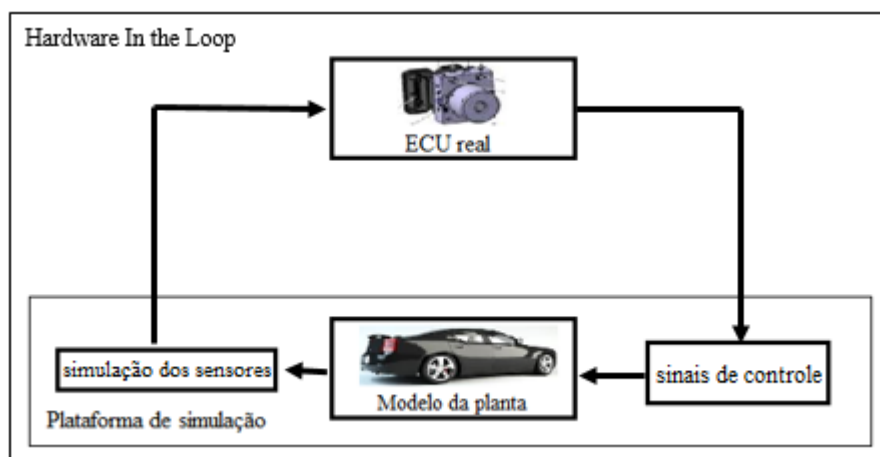 Hardware In the Loop
ECU real
simulação dos sensores
Modelo da planta
sinais de controle
Plataforma de simulação